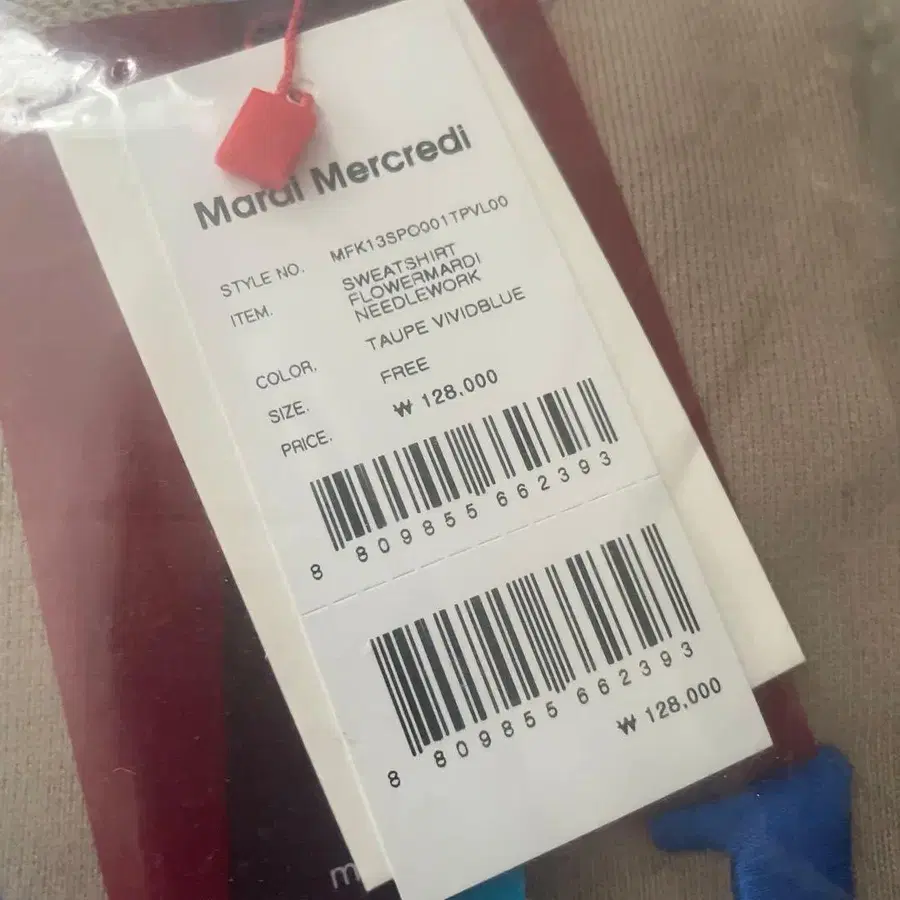 Mardi Mercredi
STYLE NO. MFK13SPO001TPVL00
ITEM. SWEATSHIRT
FLOWERMARDI
NEEDLEWORK
COLOR. TAUPE VIVIDBLUE
SIZE. FREE
PRICE. ₩ 128,000
8 809855 662393
8 809855 662393
₩ 128,000